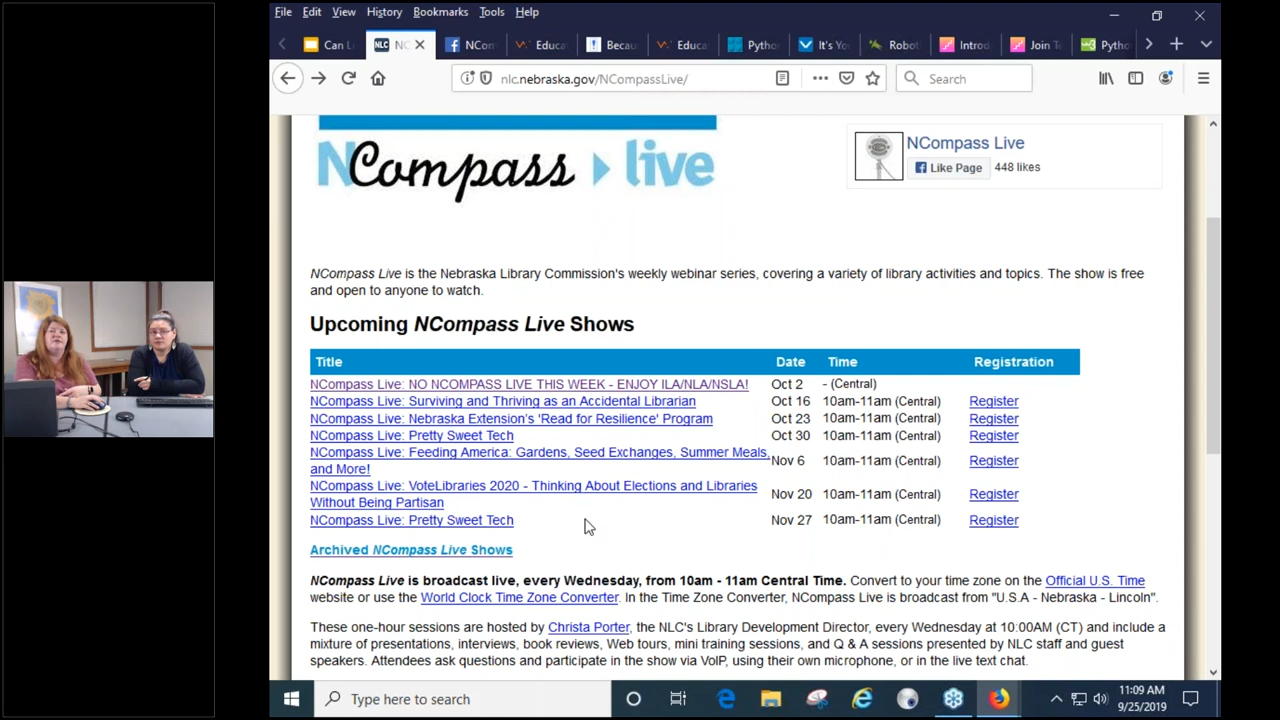 File Edit View History Bookmarks Tools Help
Can L
NLC NC
NCom
Educa
Becau
Educa
Pythor
It's Yo
Robot
Introd
Join T
Pytho
nlc.nebraska.gov/NCompassLive/
Search
NCompass live
NCompass Live
Like Page 448 likes
NCompass Live is the Nebraska Library Commission's weekly webinar series, covering a variety of library activities and topics. The show is free
and open to anyone to watch.
Upcoming NCompass Live Shows
Title Date Time Registration
NCompass Live: NO NCOMPASS LIVE THIS WEEK - ENJOY ILA/NLA/NSLA! Oct 2 - (Central)
NCompass Live: Surviving and Thriving as an Accidental Librarian Oct 16 10am-11am (Central) Register
NCompass Live: Nebraska Extension's 'Read for Resilience' Program Oct 23 10am-11am (Central) Register
NCompass Live: Pretty Sweet Tech Oct 30 10am-11am (Central) Register
NCompass Live: Feeding America: Gardens, Seed Exchanges, Summer Meals,
and More! Nov 6 10am-11am (Central) Register
NCompass Live: VoteLibraries 2020 - Thinking About Elections and Libraries
Without Being Partisan Nov 20 10am-11am (Central) Register
NCompass Live: Pretty Sweet Tech Nov 27 10am-11am (Central) Register
Archived NCompass Live Shows
NCompass Live is broadcast live, every Wednesday, from 10am - 11am Central Time. Convert to your time zone on the Official U.S. Time
website or use the World Clock Time Zone Converter. In the Time Zone Converter, NCompass Live is broadcast from "U.S.A - Nebraska - Lincoln".
These one-hour sessions are hosted by Christa Porter, the NLC's Library Development Director, every Wednesday at 10:00AM (CT) and include a
mixture of presentations, interviews, book reviews, Web tours, mini training sessions, and Q & A sessions presented by NLC staff and guest
speakers. Attendees ask questions and participate in the show via VoIP, using their own microphone, or in the live text chat.
Type here to search
11:09 AM
9/25/2019